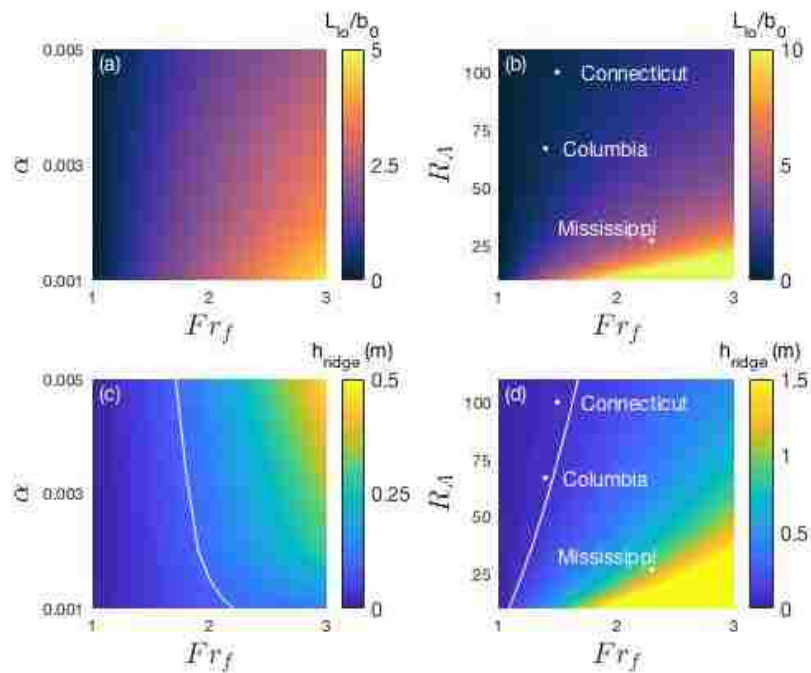 L_lo/b_0
L_lo/b_0
0.005
(a)
5
100
(b)
Connecticut
10
75
Columbia
α
0.003
2.5
R_A
50
5
Mississippi
25
0.001
0
0
1
2
3
1
2
3
Fr_f
Fr_f
h_ridge (m)
h_ridge (m)
0.005
(c)
0.5
100
(d)
Connecticut
1.5
75
Columbia
1
α
0.003
0.25
R_A
50
0.5
Mississippi
25
0.001
0
0
1
2
3
1
2
3
Fr_f
Fr_f